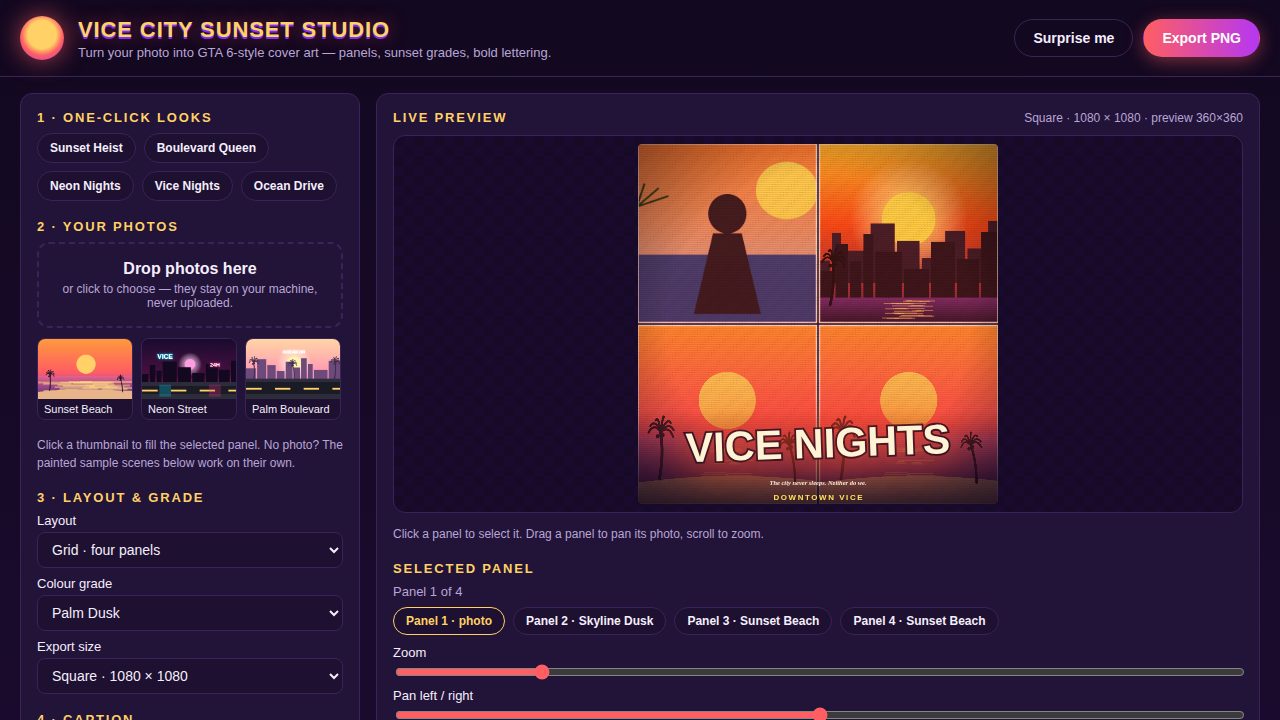 VICE CITY SUNSET STUDIO
Turn your photo into GTA 6-style cover art — panels, sunset grades, bold lettering.
Surprise me
Export PNG
1 · ONE-CLICK LOOKS
Sunset Heist
Boulevard Queen
Neon Nights
Vice Nights
Ocean Drive
2 · YOUR PHOTOS
Drop photos here
or click to choose — they stay on your machine,
never uploaded.
VICE
24H
Sunset Beach
Neon Street
Palm Boulevard
Click a thumbnail to fill the selected panel. No photo? The
painted sample scenes below work on their own.
3 · LAYOUT & GRADE
Layout
Grid · four panels
Colour grade
Palm Dusk
Export size
Square · 1080 × 1080
4 · CAPTION
LIVE PREVIEW
Square · 1080 × 1080 · preview 360×360
VICE NIGHTS
The city never sleeps. Neither do we.
DOWNTOWN VICE
Click a panel to select it. Drag a panel to pan its photo, scroll to zoom.
SELECTED PANEL
Panel 1 of 4
Panel 1 · photo
Panel 2 · Skyline Dusk
Panel 3 · Sunset Beach
Panel 4 · Sunset Beach
Zoom
Pan left / right